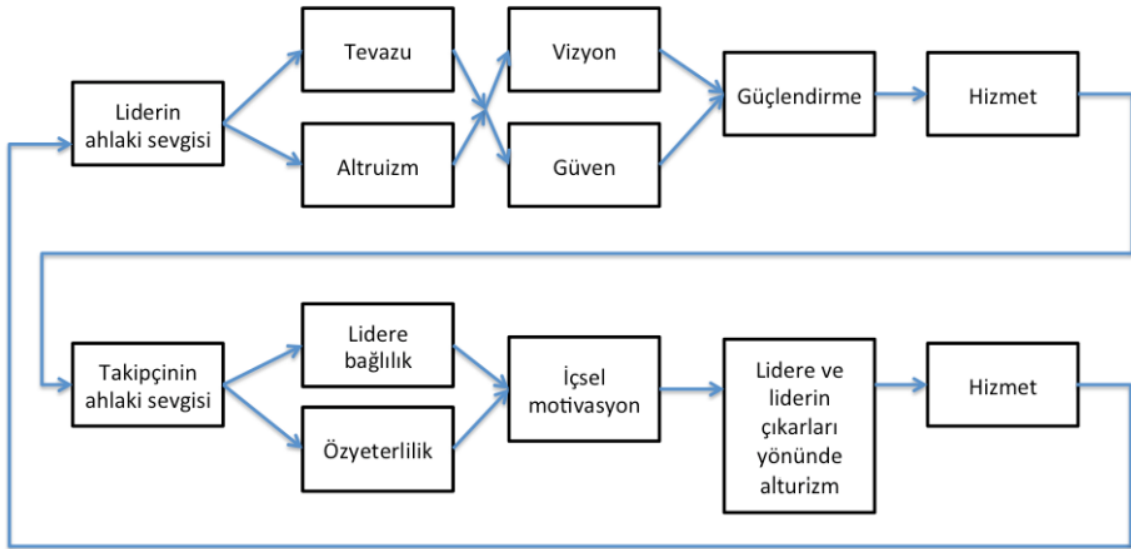 Liderin
ahlaki sevgisi
Tevazu
Altruizm
Vizyon
Güven
Güçlendirme
Hizmet
Takipçinin
ahlaki sevgisi
Lidere
bağlılık
Özyeterlilik
İçsel
motivasyon
Lidere ve
liderin
çıkarları
yönünde
alturizm
Hizmet